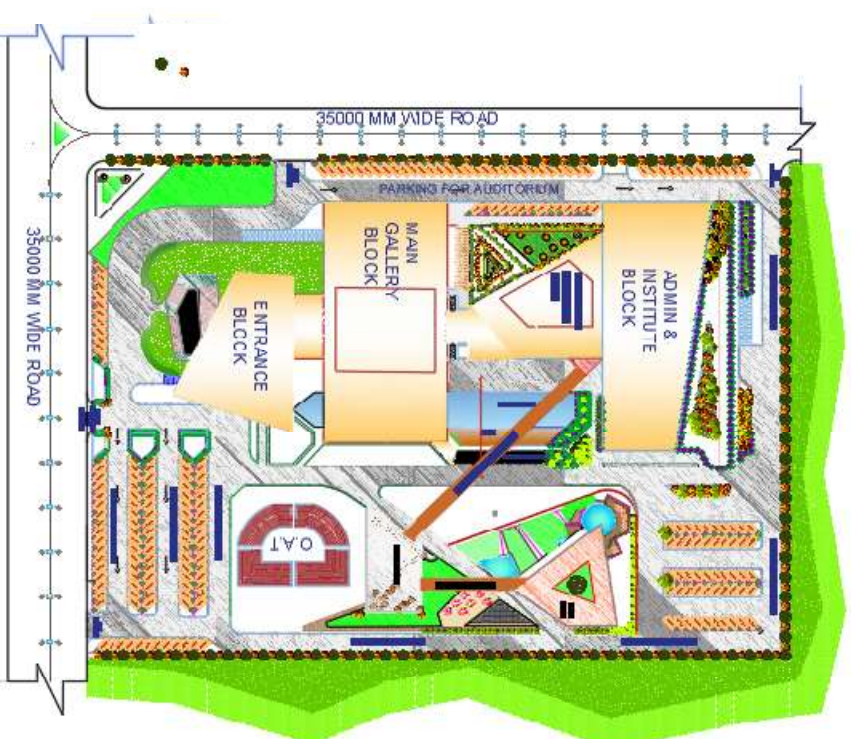 35000 MM WIDE ROAD
PARKING FOR AUDITORIUM
MAIN
GALLERY
BLOCK
ADMIN &
INSTITUTE
BLOCK
ENTRANCE
BLOCK
35000 MM WIDE ROAD
O.A.T